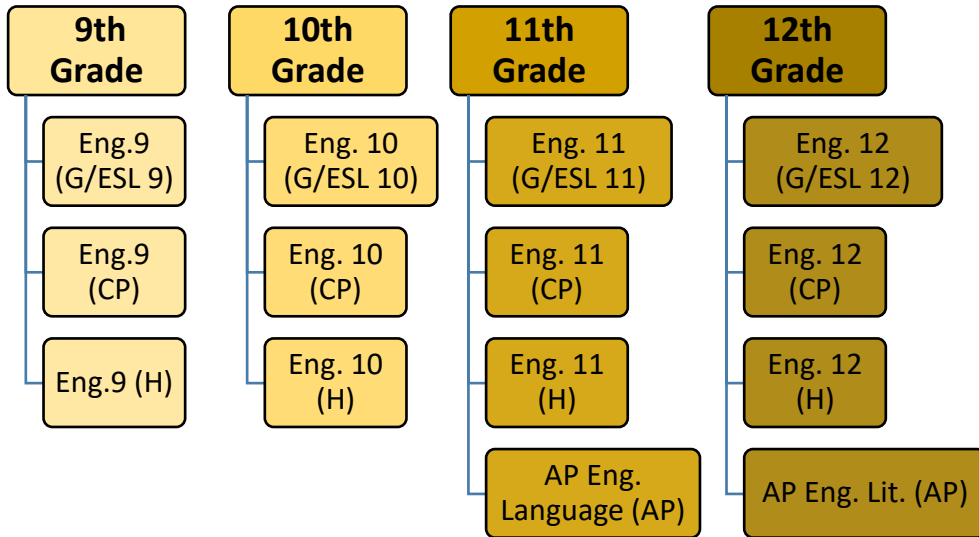 9th
Grade
Eng.9
(G/ESL 9)
Eng.9
(CP)
Eng.9 (H)
10th
Grade
Eng. 10
(G/ESL 10)
Eng. 10
(CP)
Eng. 10
(H)
11th
Grade
Eng. 11
(G/ESL 11)
Eng. 11
(CP)
Eng. 11
(H)
AP Eng.
Language (AP)
12th
Grade
Eng. 12
(G/ESL 12)
Eng. 12
(CP)
Eng. 12
(H)
AP Eng. Lit. (AP)